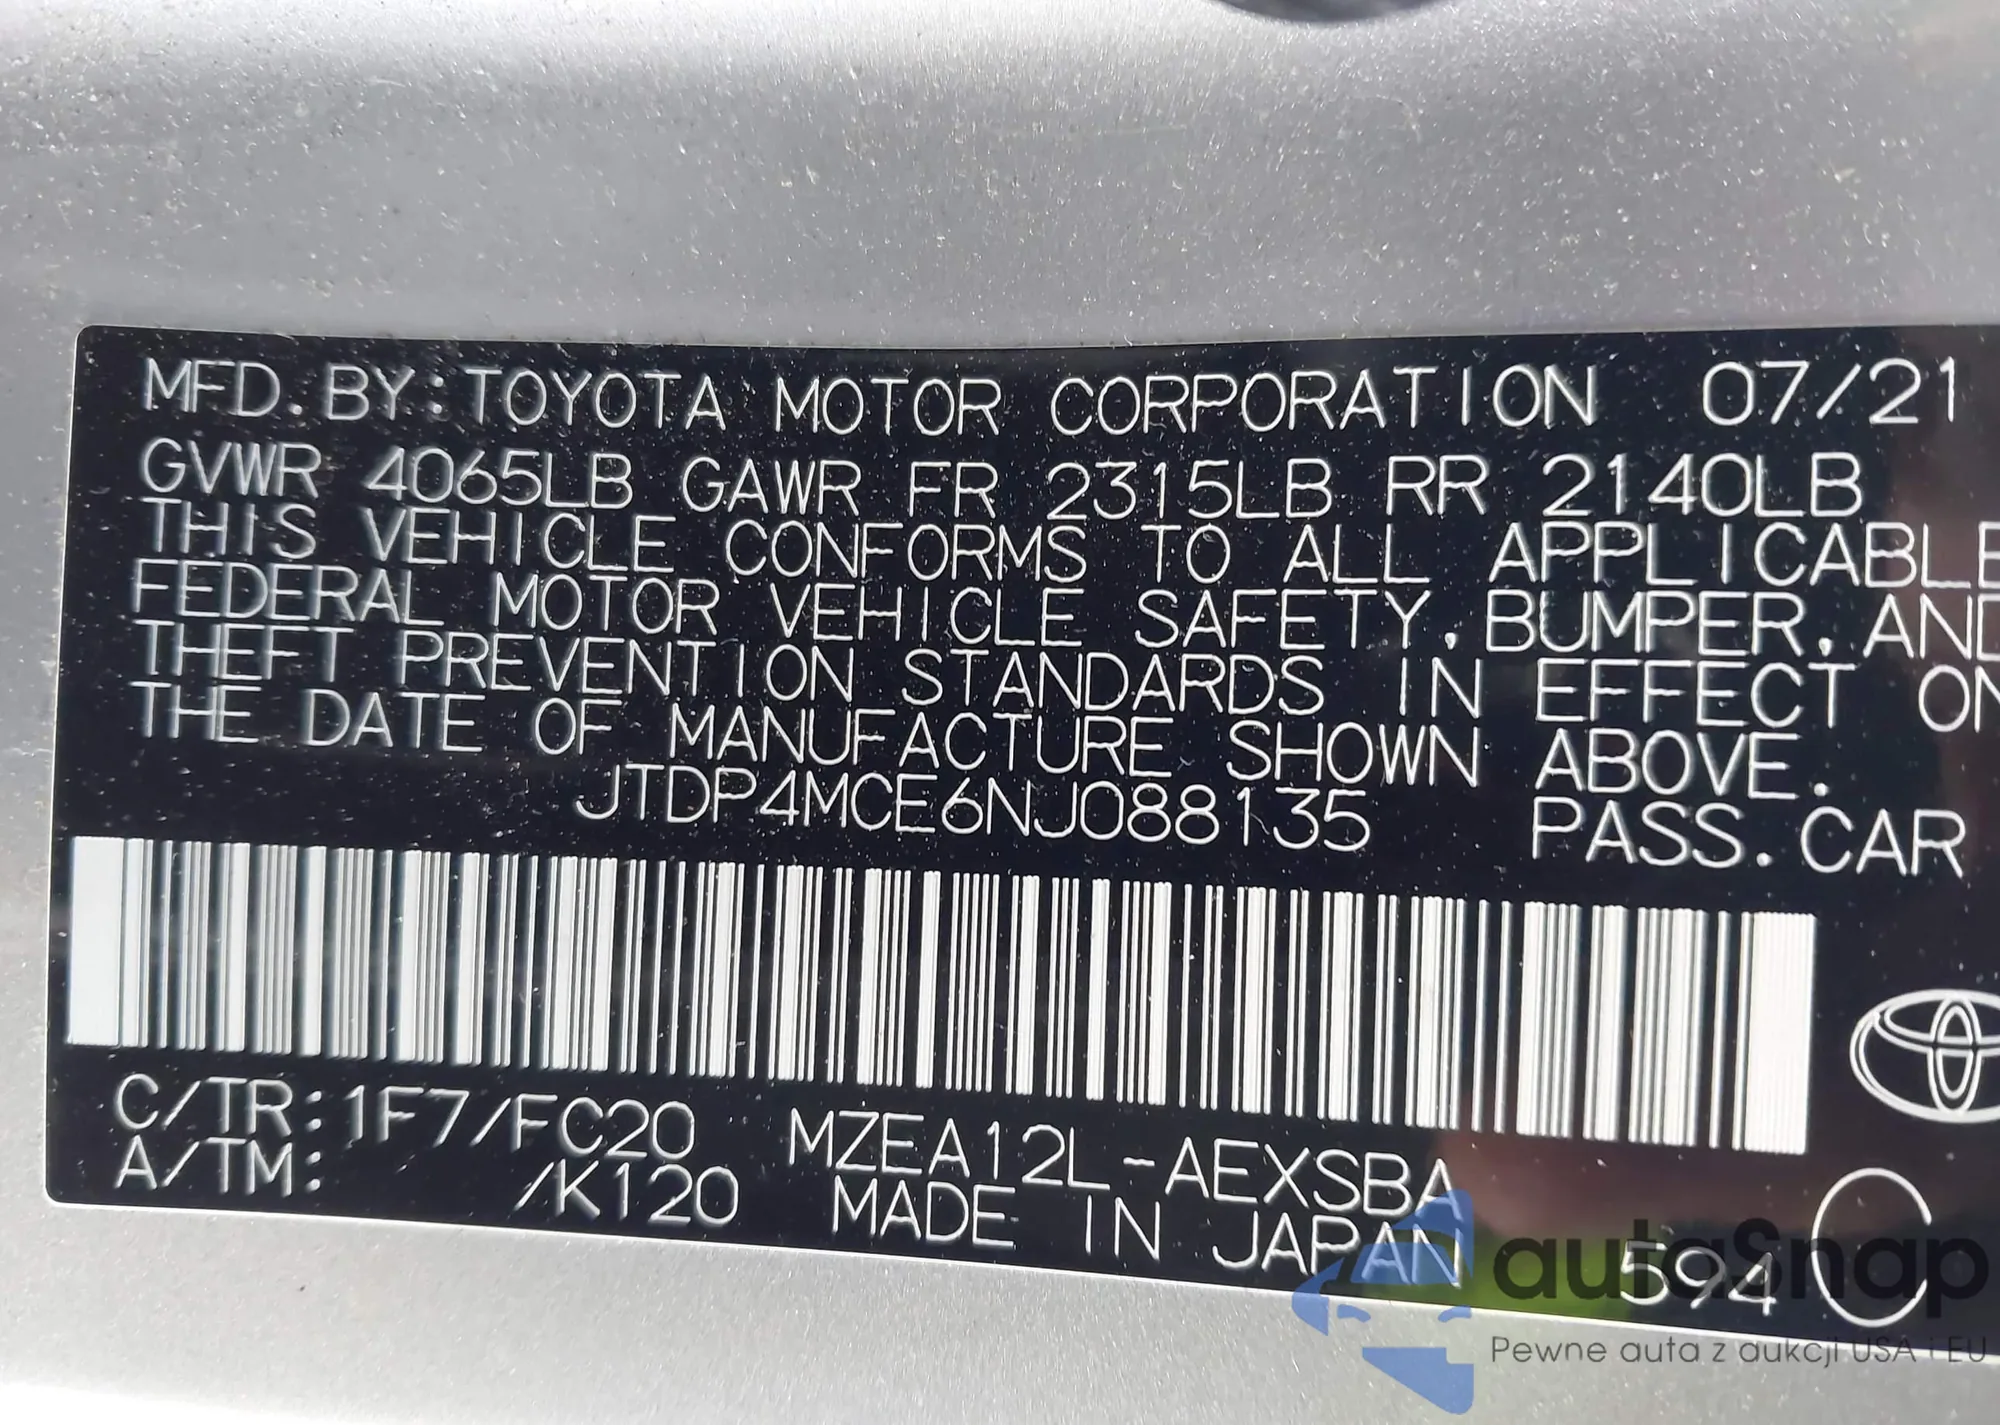 MFD. BY: TOYOTA MOTOR CORPORATION 07/21
GVWR 4065LB GAWR FR 2315LB RR 2140LB
THIS VEHICLE CONFORMS TO ALL APPLICABLE
FEDERAL MOTOR VEHICLE SAFETY, BUMPER, AND
THEFT PREVENTION STANDARDS IN EFFECT ON
THE DATE OF MANUFACTURE SHOWN ABOVE.
JTDP4MCE6NJ088135 PASS. CAR
C/TR: 1F7/FC20 MZEA12L-AEXSBA
A/TM: /K120 MADE IN JAPAN 594 C
autoSnap
Pewne auta z aukcji USA i EU